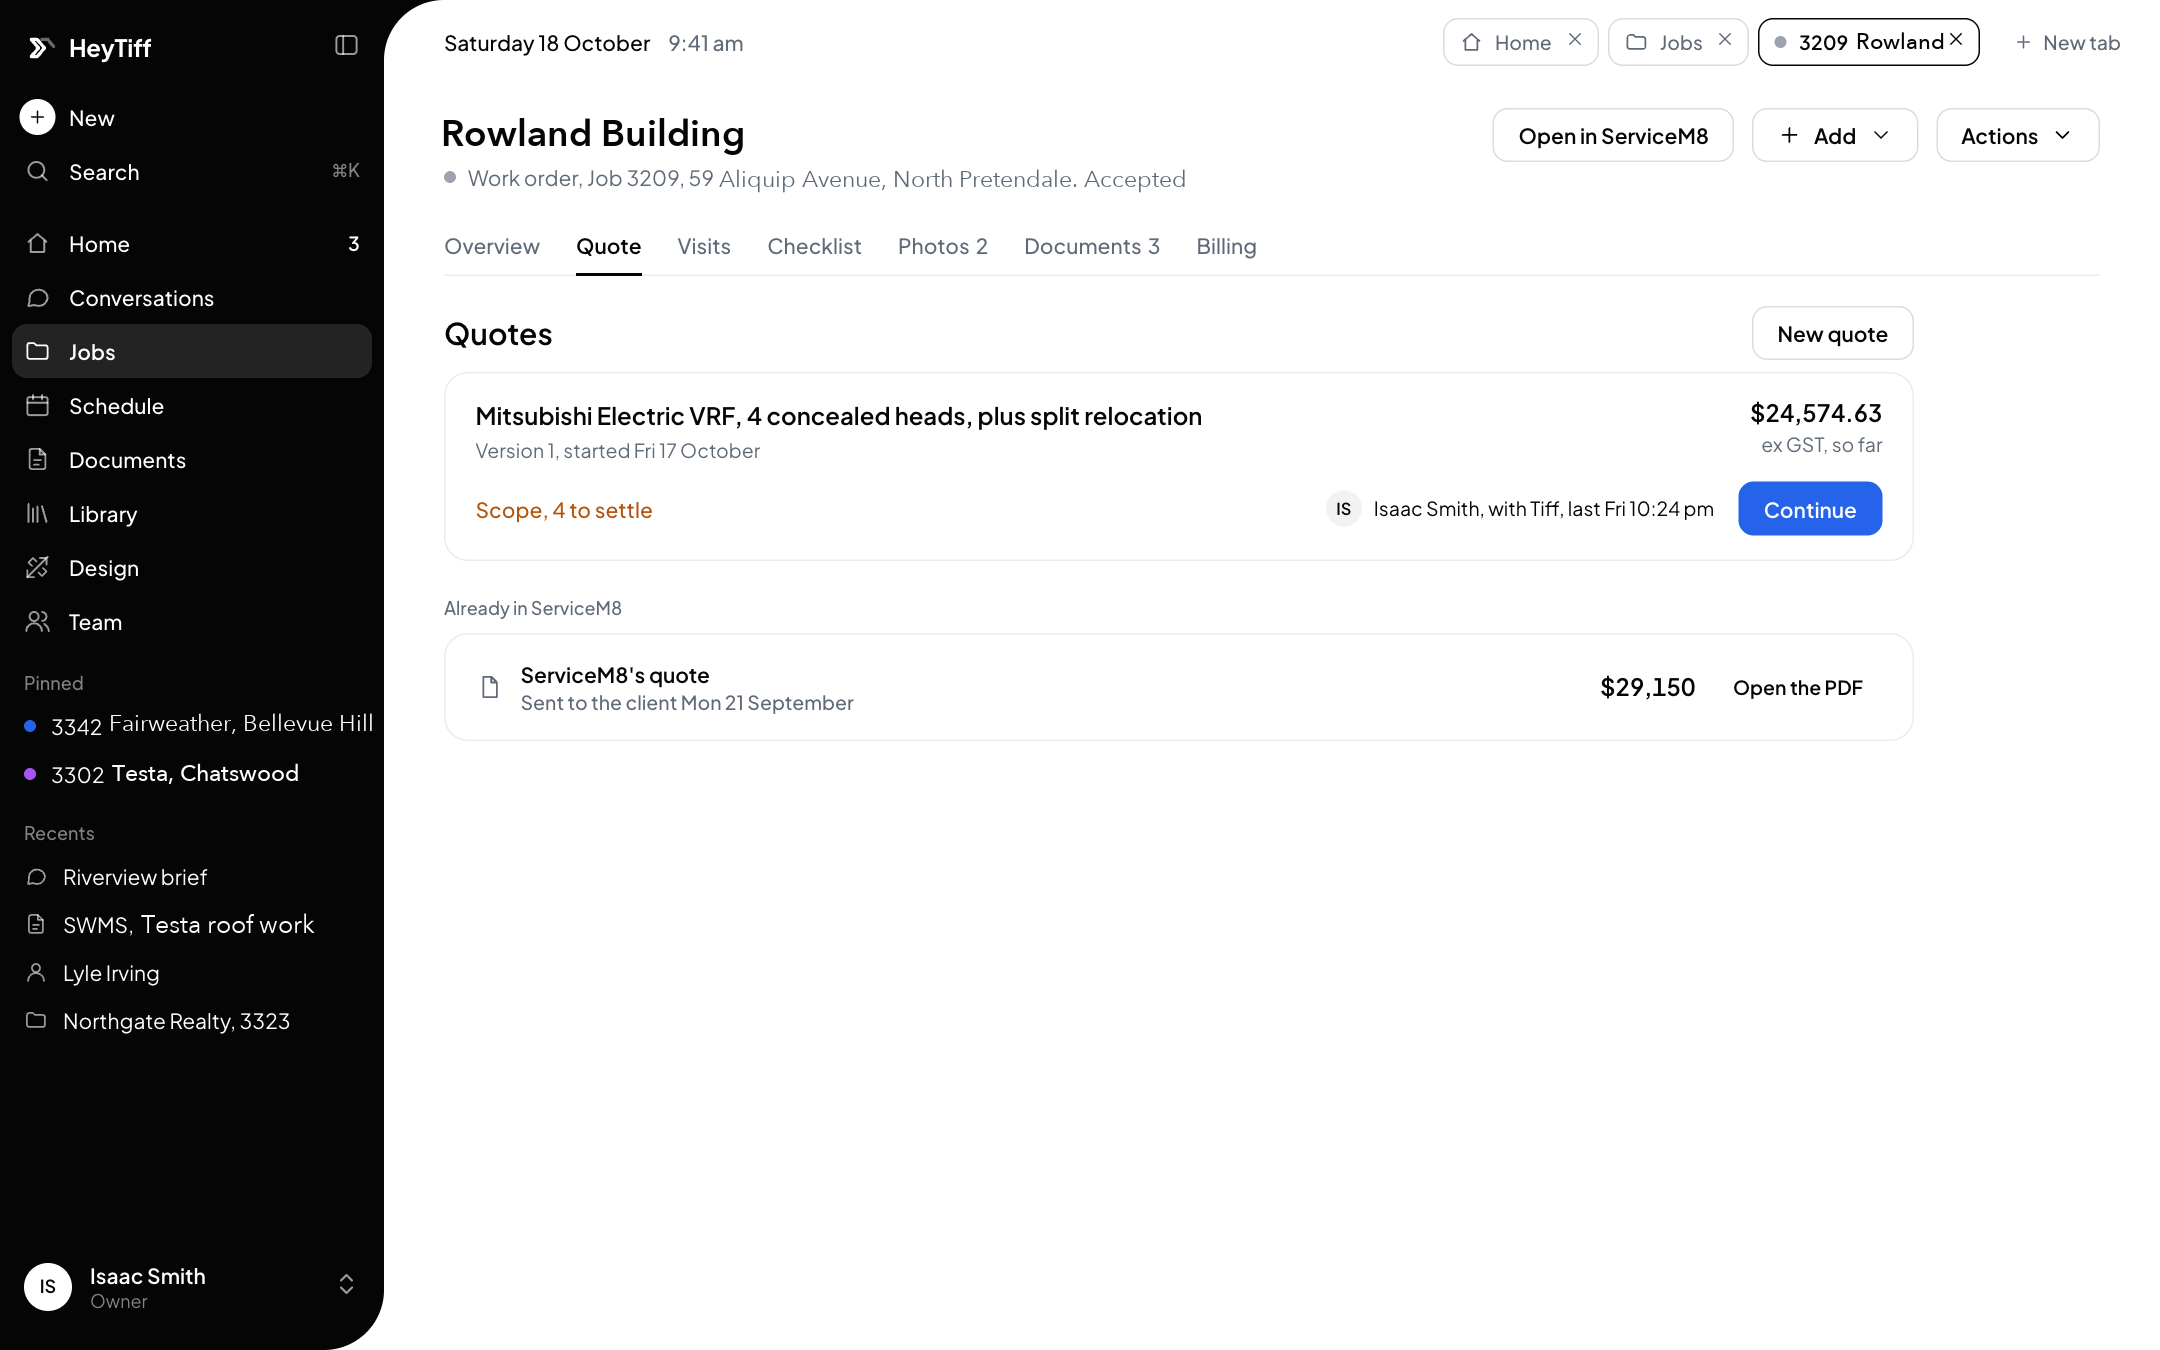 HeyTiff
New
Search ⌘K
Home 3
Conversations
Jobs
Schedule
Documents
Library
Design
Team
Pinned
3342 Fairweather, Bellevue Hill
3302 Testa, Chatswood
Recents
Riverview brief
SWMS, Testa roof work
Lyle Irving
Northgate Realty, 3323
IS
Isaac Smith
Owner
Saturday 18 October 9:41 am
Home
Jobs
3209 Rowland
New tab
Rowland Building
Work order, Job 3209, 59 Aliquip Avenue, North Pretendale. Accepted
Open in ServiceM8
Add
Actions
Overview Quote Visits Checklist Photos 2 Documents 3 Billing
Quotes
New quote
Mitsubishi Electric VRF, 4 concealed heads, plus split relocation
$24,574.63
Version 1, started Fri 17 October
ex GST, so far
Scope, 4 to settle
IS Isaac Smith, with Tiff, last Fri 10:24 pm
Continue
Already in ServiceM8
ServiceM8's quote
Sent to the client Mon 21 September
$29,150
Open the PDF